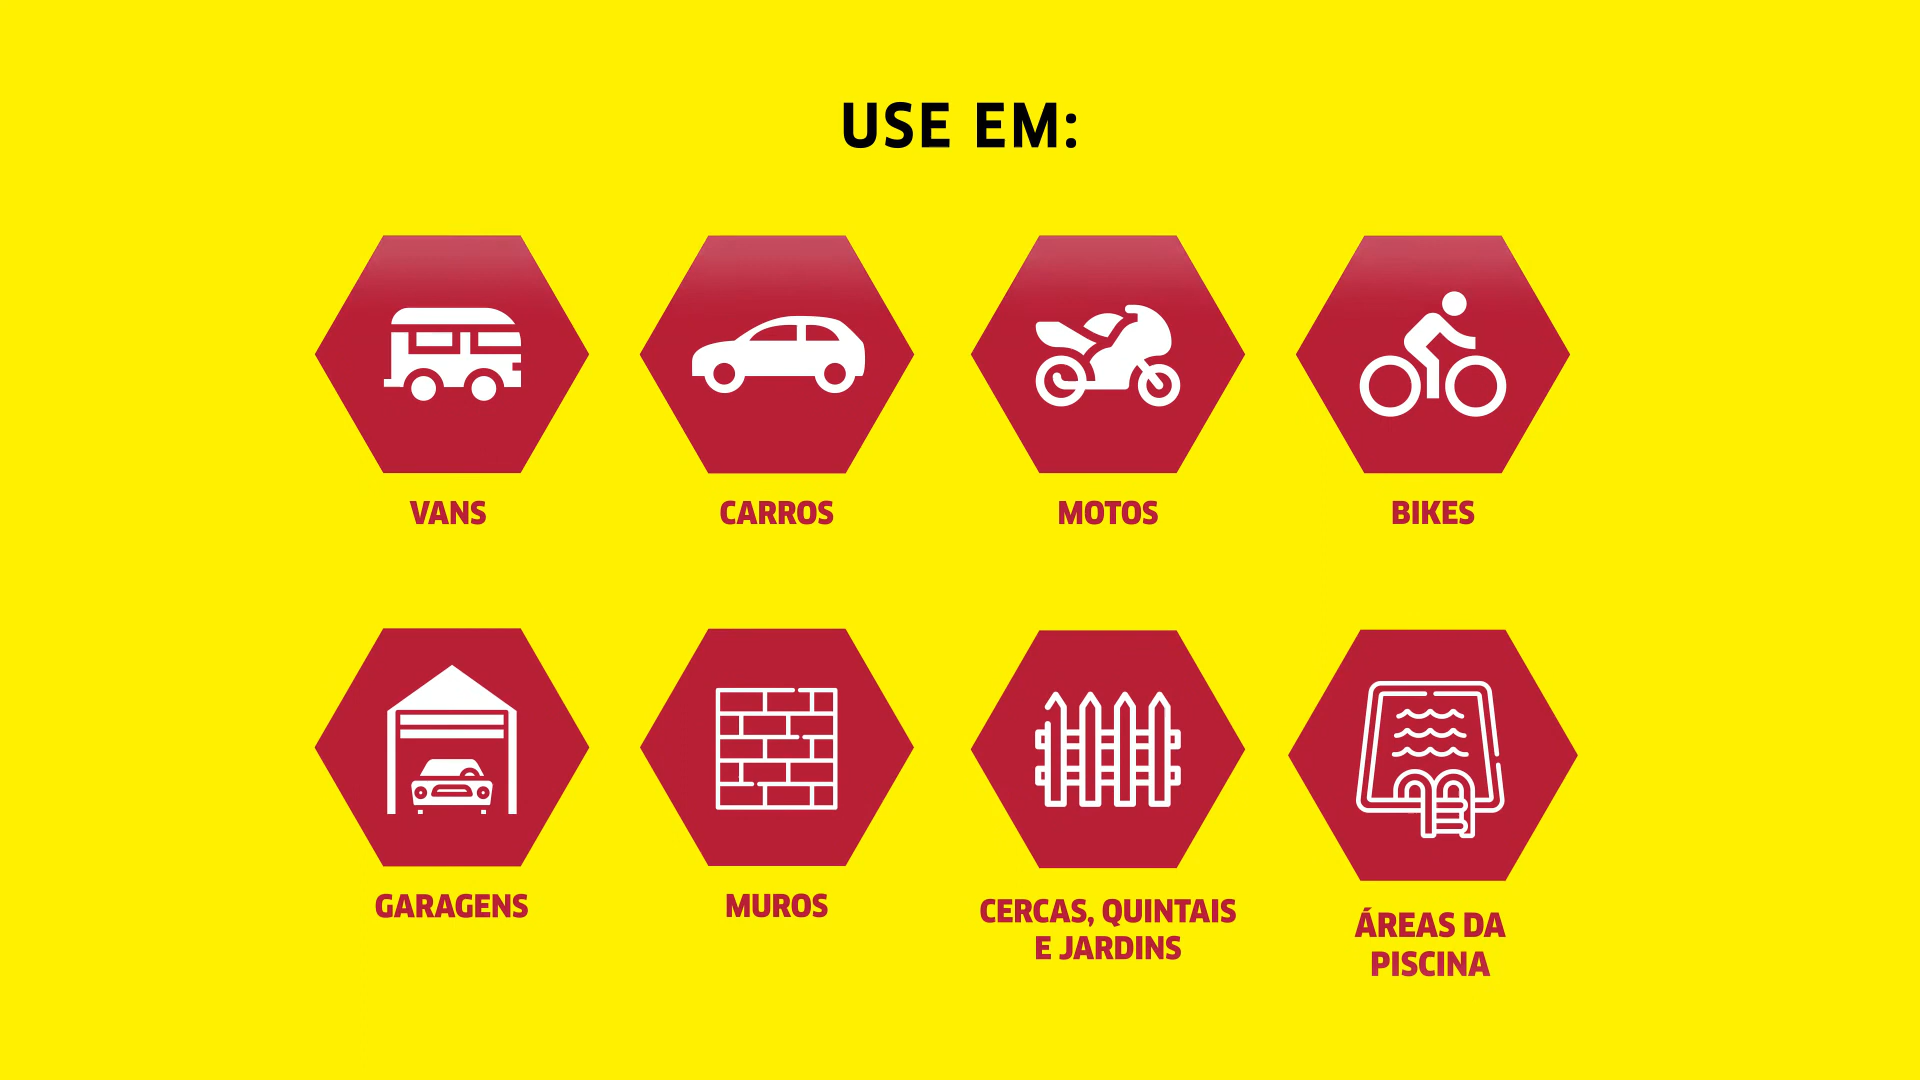 USE EM:
VANS
CARROS
MOTOS
BIKES
GARAGENS
MUROS
CERCAS, QUINTAIS
E JARDINS
ÁREAS DA
PISCINA